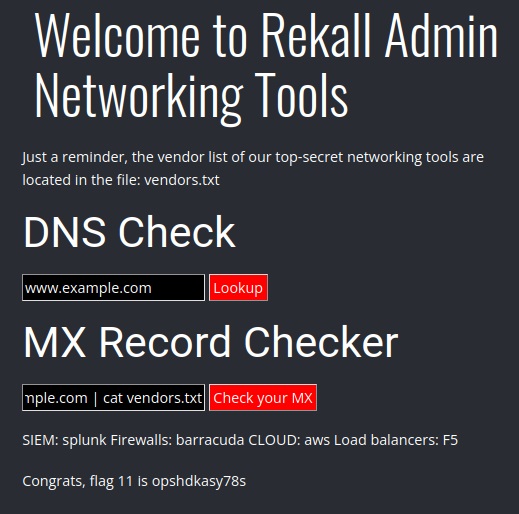 Welcome to Rekall Admin
Networking Tools
Just a reminder, the vendor list of our top-secret networking tools are
located in the file: vendors.txt
DNS Check
www.example.com Lookup
MX Record Checker
mple.com | cat vendors.txt Check your MX
SIEM: splunk Firewalls: barracuda CLOUD: aws Load balancers: F5
Congrats, flag 11 is opshdkasy78s